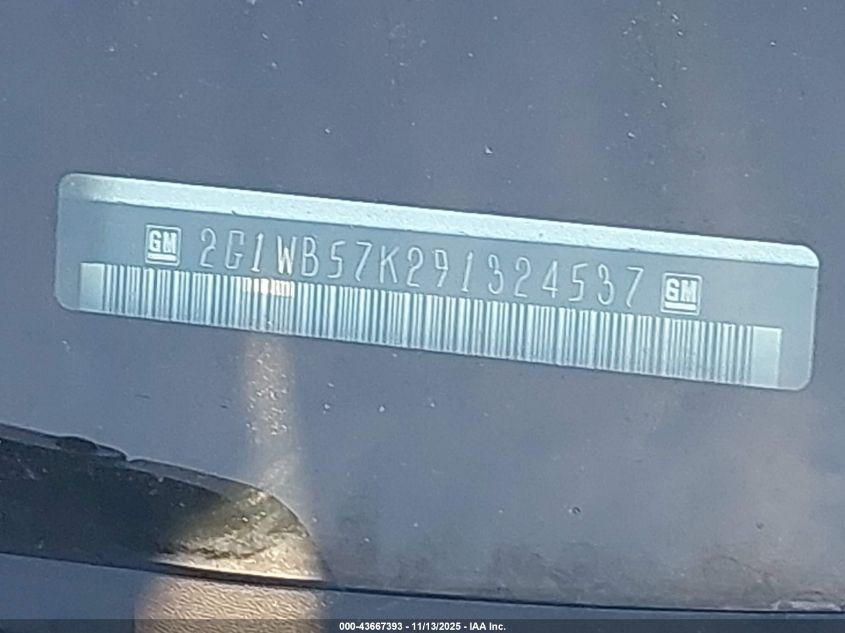 GM 2G1WB57K291324537 GM
000-43667393 - 11/13/2025 - IAA Inc.